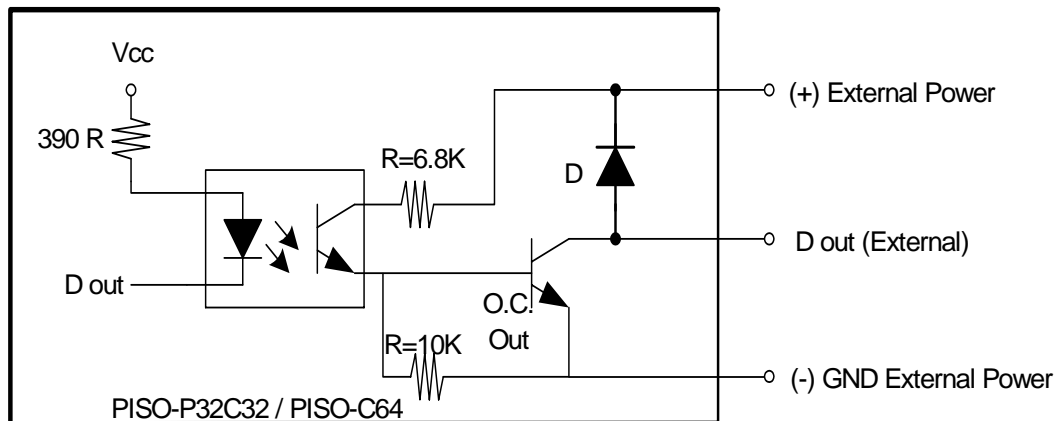 Vcc
(+) External Power
390 R
R=6.8K
D
D out (External)
D out
O.C.
Out
R=10K
(-) GND External Power
PISO-P32C32 / PISO-C64